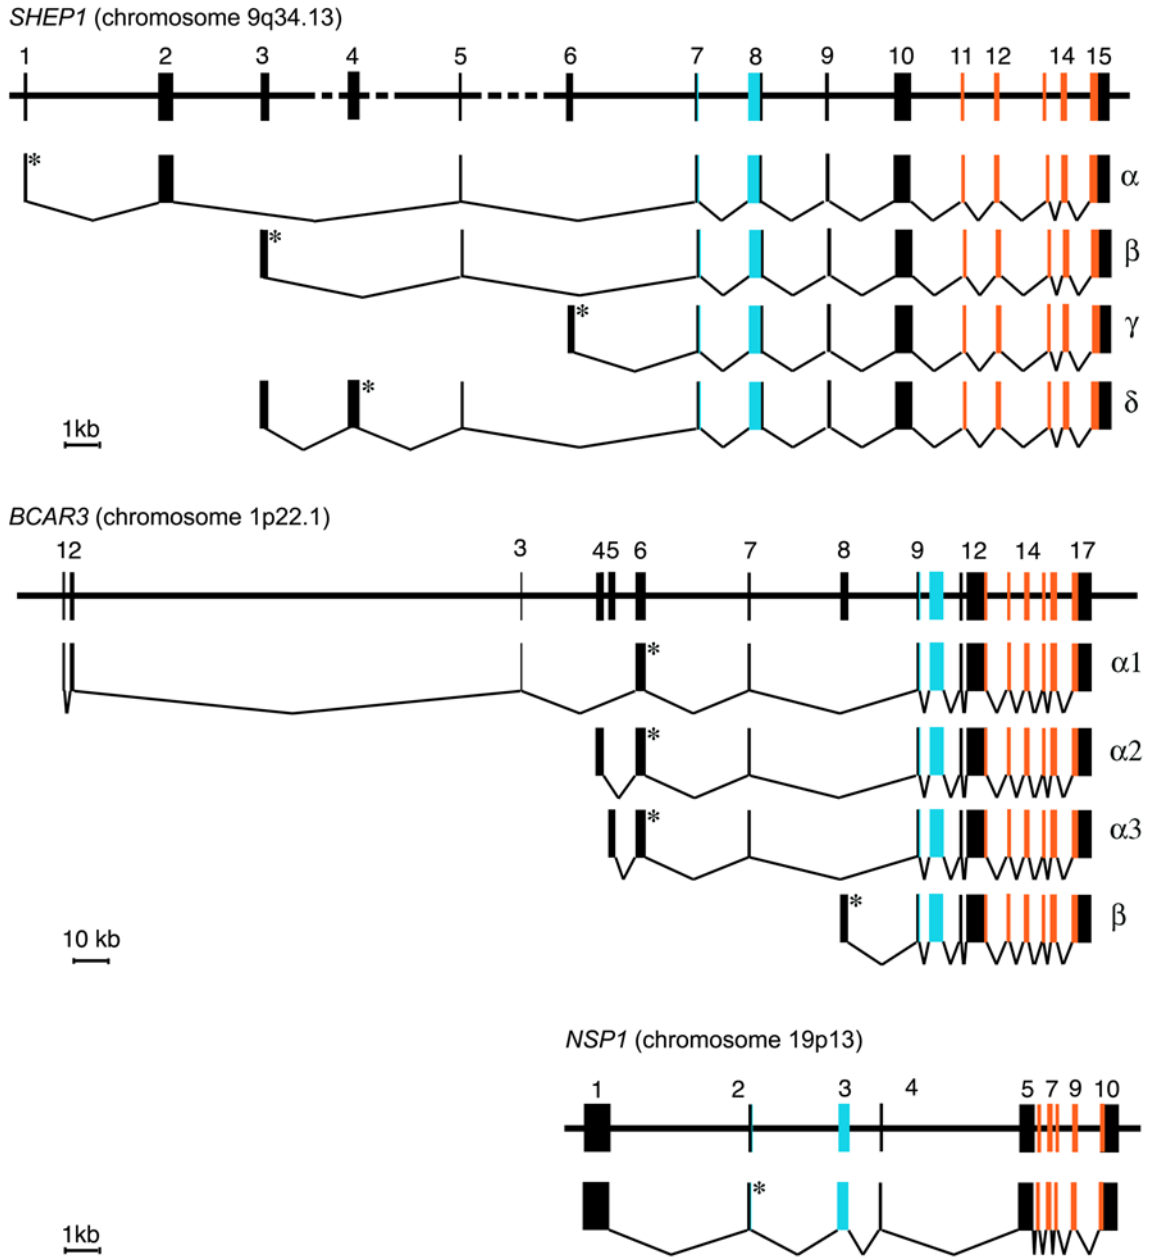 SHEP1 (chromosome 9q34.13)
1 2 3 4 5 6 7 8 9 10 11 12 14 15
* α
* β
* γ
* δ
1kb
BCAR3 (chromosome 1p22.1)
12 3 45 6 7 8 9 12 14 17
* α1
* α2
* α3
* β
10 kb
NSP1 (chromosome 19p13)
1 2 3 4 5 7 9 10
*
1kb